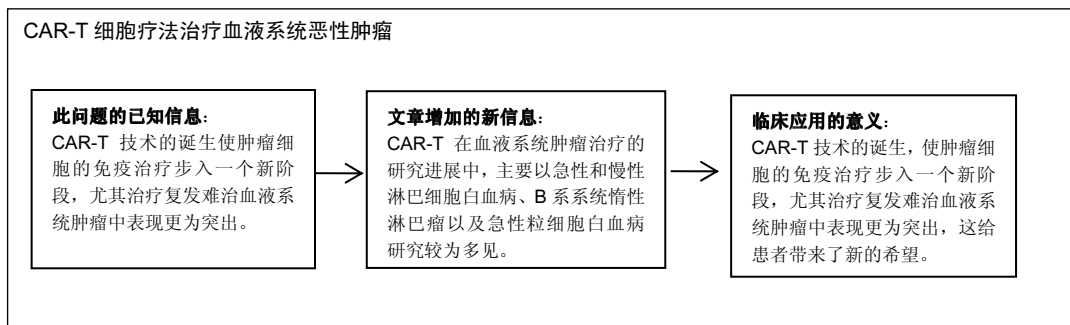 CAR-T 细胞疗法治疗血液系统恶性肿瘤
此问题的已知信息：
CAR-T 技术的诞生使肿瘤细
胞的免疫治疗步入一个新阶
段，尤其治疗复发难治血液系
统肿瘤中表现更为突出。
文章增加的新信息：
CAR-T 在血液系统肿瘤治疗的
研究进展中，主要以急性和慢性
淋巴细胞白血病、B 系系统惰性
淋巴瘤以及急性粒细胞白血病
研究较为多见。
临床应用的意义：
CAR-T 技术的诞生，使肿瘤细
胞的免疫治疗步入一个新阶
段，尤其治疗复发难治血液系
统肿瘤中表现更为突出，这给
患者带来了新的希望。